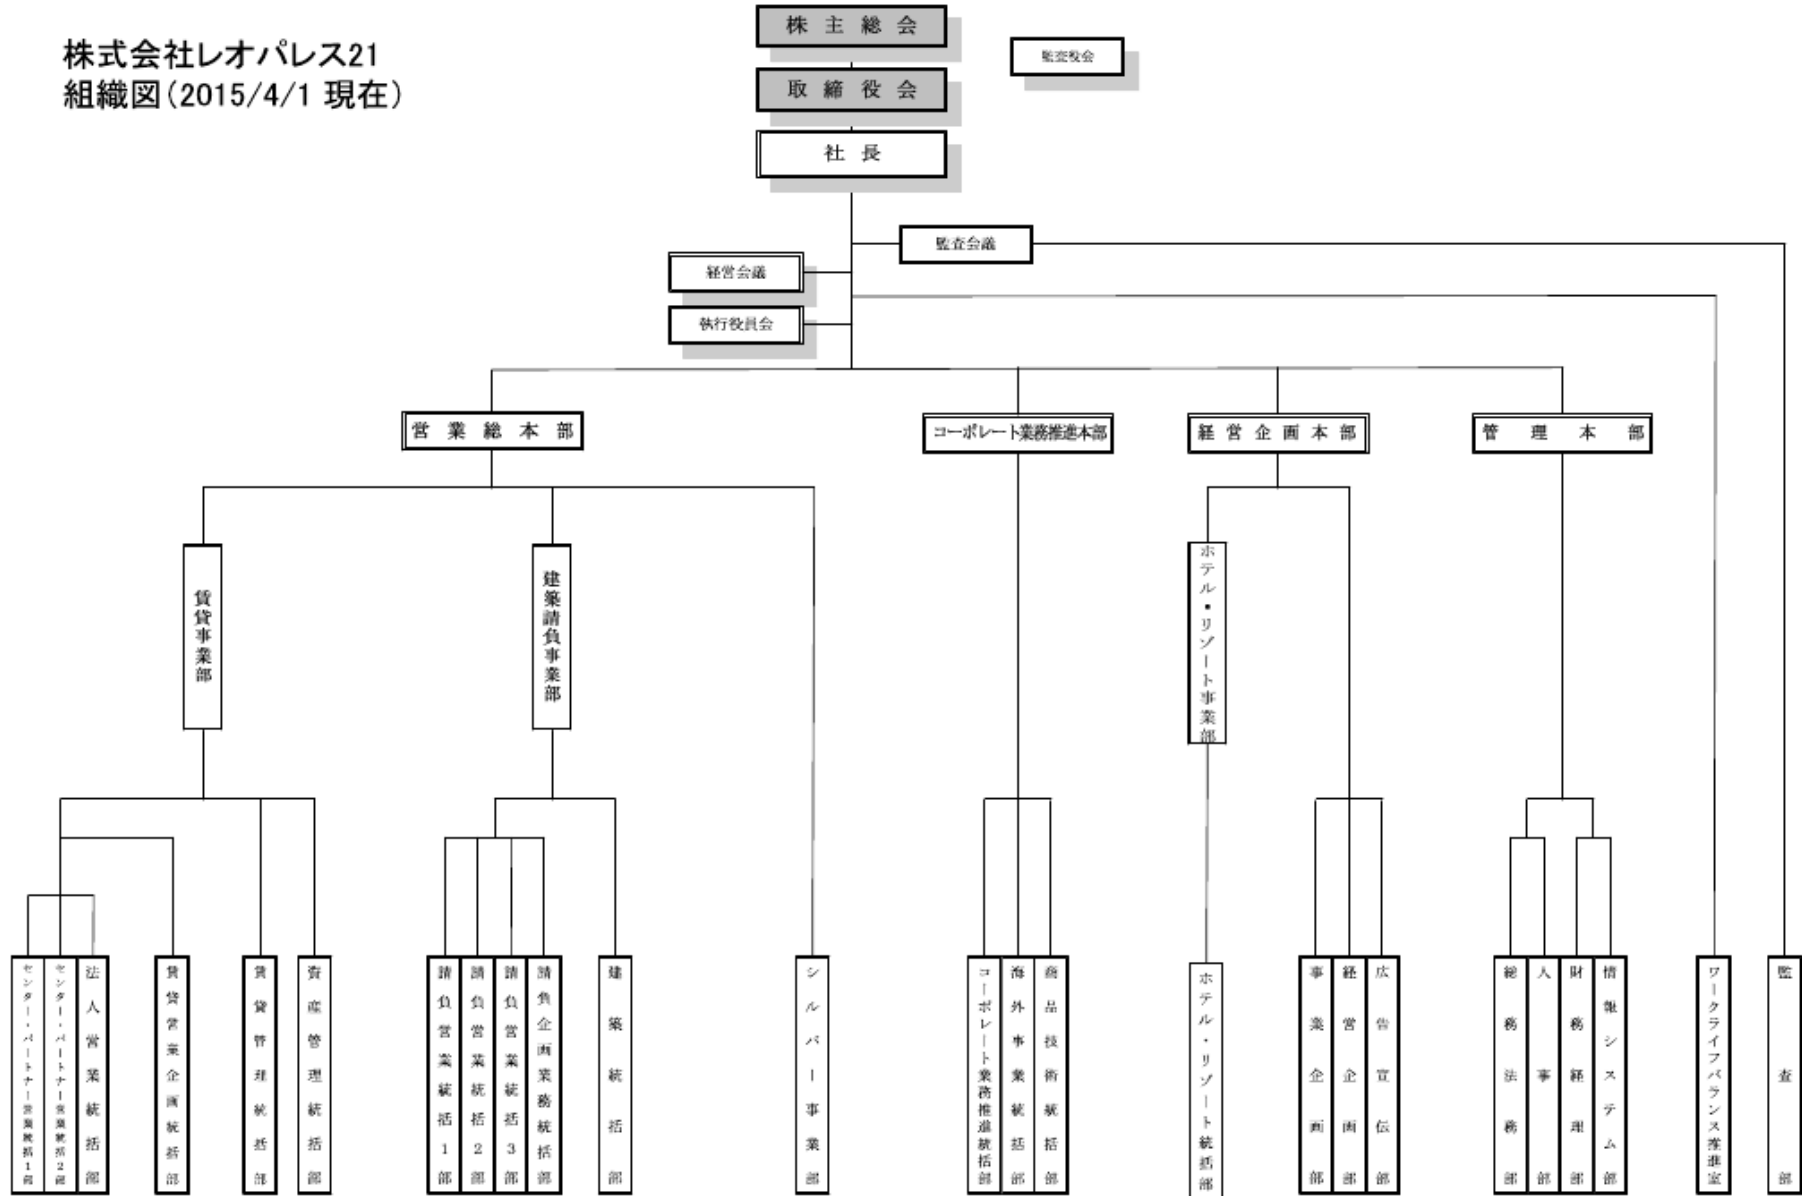 株式会社レオパレス21
組織図(2015/4/1 現在)
株主総会
監査役会
取締役会
社長
監査会議
経営会議
執行役員会
営業総本部
コーポレート業務推進本部
経営企画本部
管理本部
賃貸事業部
建築請負事業部
ホテル・リゾート事業部
センター・パートナー営業統括1部
センター・パートナー営業統括2部
法人営業統括部
賃貸営業企画統括部
賃貸管理統括部
資産管理統括部
請負営業統括1部
請負営業統括2部
請負営業統括3部
請負企画業務統括部
建築統括部
シルバー事業部
コーポレート業務推進統括部
海外事業統括部
商品技術統括部
ホテル・リゾート統括部
事業企画部
経営企画部
広告宣伝部
総務法務部
人事部
財務経理部
情報システム部
ワークライフバランス推進室
監査部